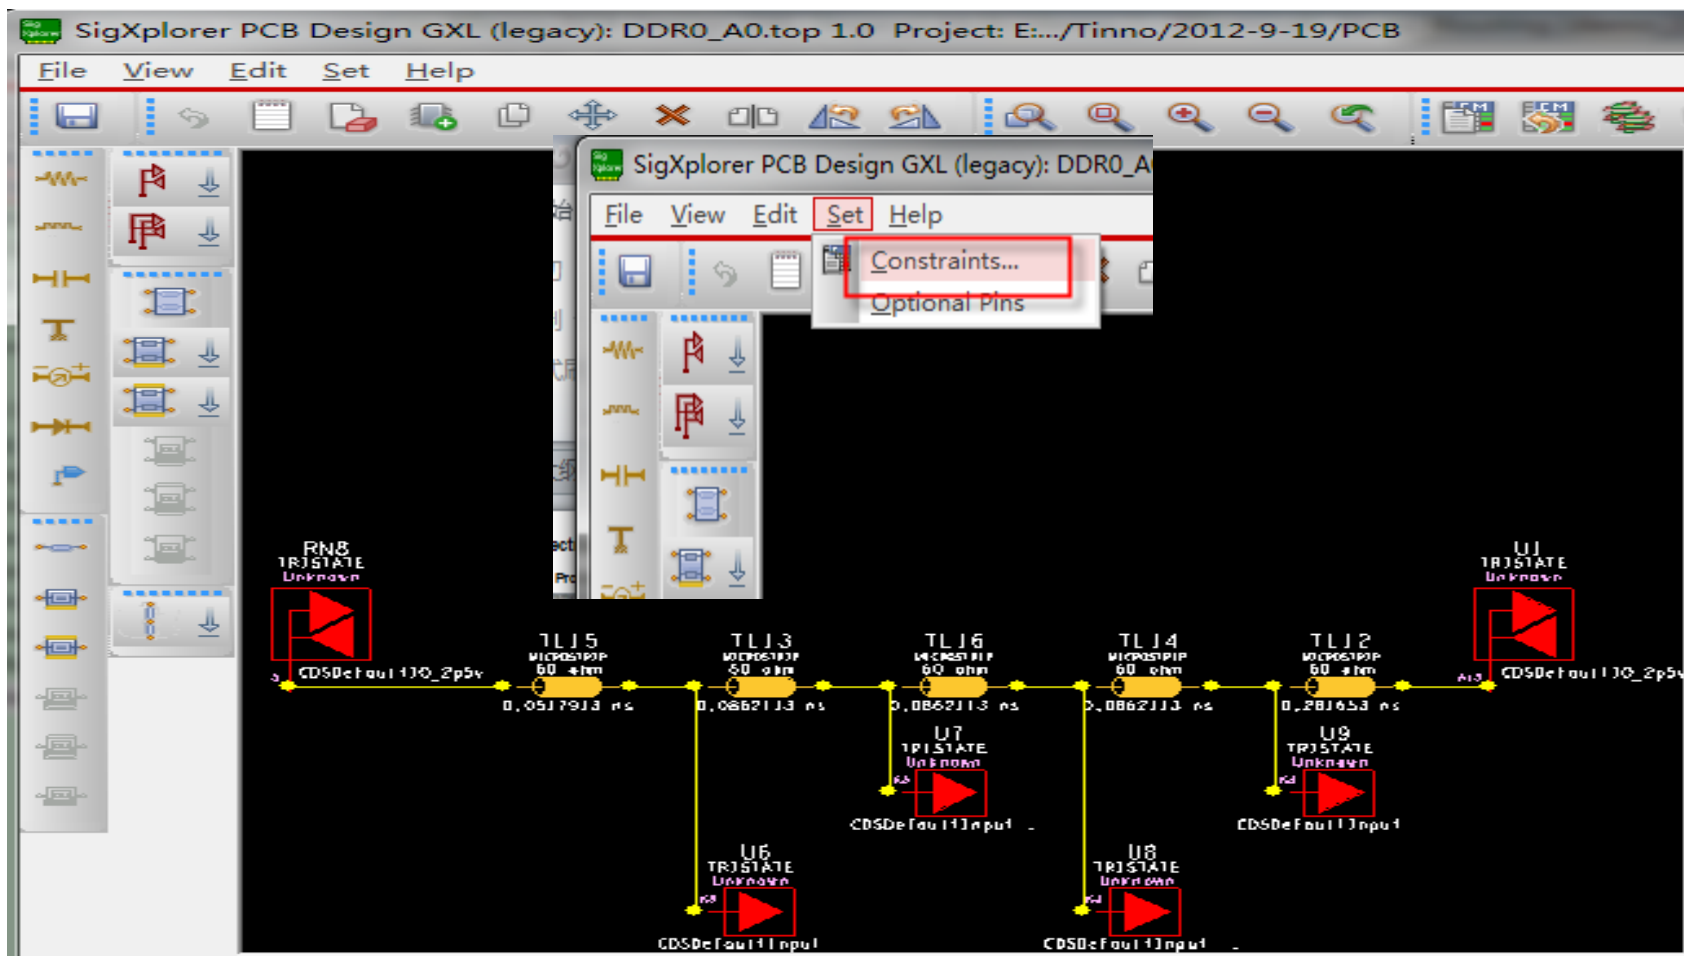 SigXplorer PCB Design GXL (legacy): DDR0_A0.top 1.0 Project: E:.../Tinno/2012-9-19/PCB
File View Edit Set Help
SigXplorer PCB Design GXL (legacy): DDR0_A0
File View Edit Set Help
Constraints...
Optional Pins
RN8
TRISTATE
Unknown
CDSDefaultIO_2p5v
U1
TRISTATE
Unknown
CDSDefaultIO_2p5v
TL15
MICROSTRIP
60 ohm
0.0517913 ns
TL13
MICROSTRIP
60 ohm
0.0862113 ns
TL16
MICROSTRIP
60 ohm
0.0862113 ns
TL14
MICROSTRIP
60 ohm
0.0862113 ns
TL12
MICROSTRIP
60 ohm
0.281653 ns
U7
TRISTATE
Unknown
CDSDefaultInput
U9
TRISTATE
Unknown
CDSDefaultInput
U6
TRISTATE
Unknown
CDSDefaultInput
U8
TRISTATE
Unknown
CDSDefaultInput